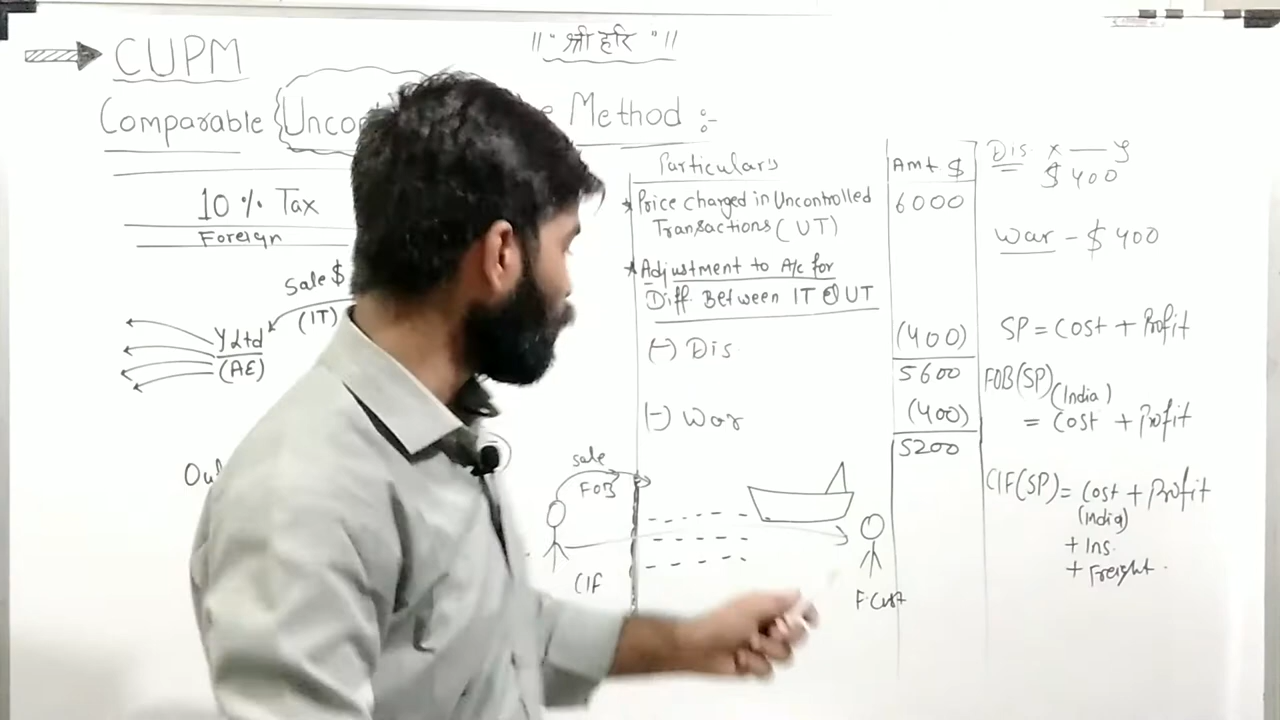 CUPM
॥ " श्री हरि " ॥
Comparable Method :-
10 % Tax
Foreign
Sale $
(IT)
Y Ltd
(AE)
Particulars
Amt $
Price charged in Uncontrolled
Transactions (UT)
6000
Adjustment to A/c for
Diff. Between IT & UT
(-) Dis.
(400)
5600
(-) War
(400)
5200
sale
FOB
CIF
F. Cust
Dis.
$ 400
War - $ 400
SP = Cost + Profit
FOB (SP)
(India)
= Cost + Profit
CIF (SP) = Cost + Profit
(India)
+ Ins.
+ Freight.